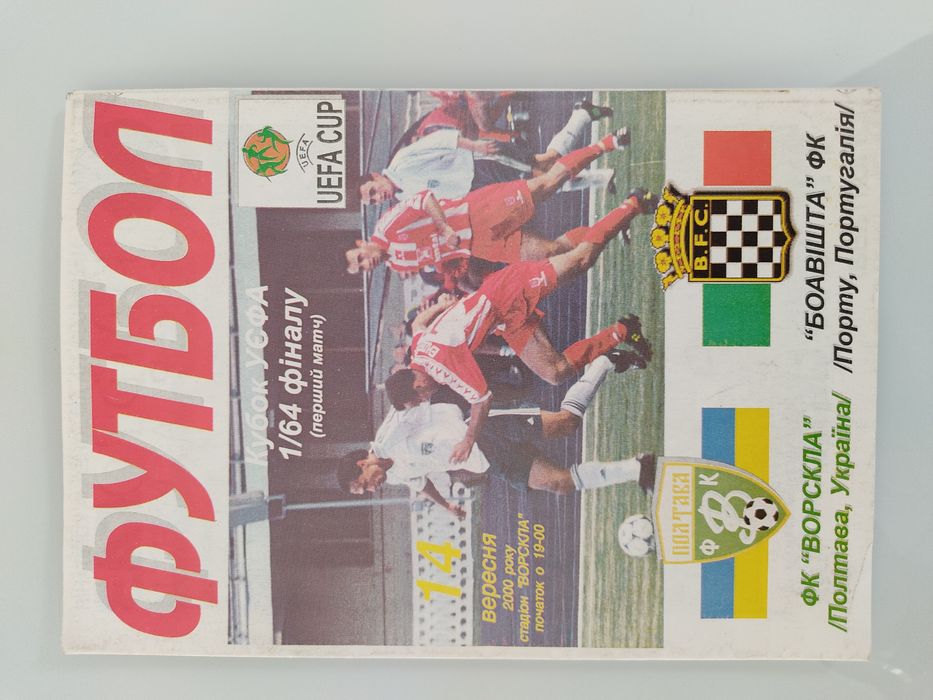 ФУТБОЛ
UEFA
UEFA CUP
Кубок УЄФА
1/64 фіналу
(перший матч)
14
вересня
2000 року
стадіон "ВОРСКЛА"
початок о 19-00
ПОЛТАВА
Ф К
B.F.C.
ФК "ВОРСКЛА"
/Полтава, Україна/
"БОАВІШТА" ФК
/Порту, Португалія/